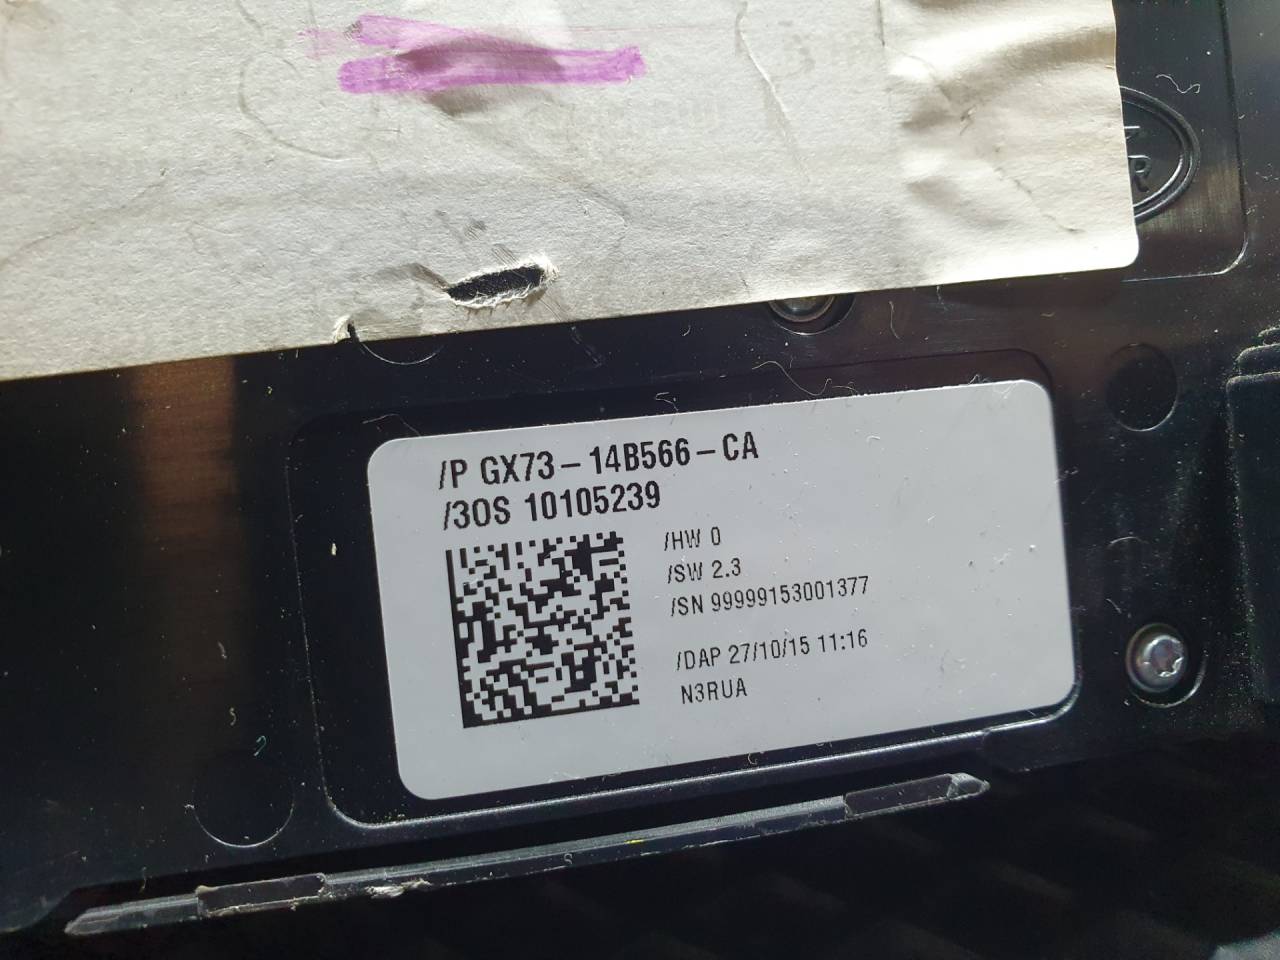 /P GX73-14B566-CA
/3OS 10105239
/HW 0
/SW 2.3
/SN 99999153001377
/DAP 27/10/15 11:16
N3RUA